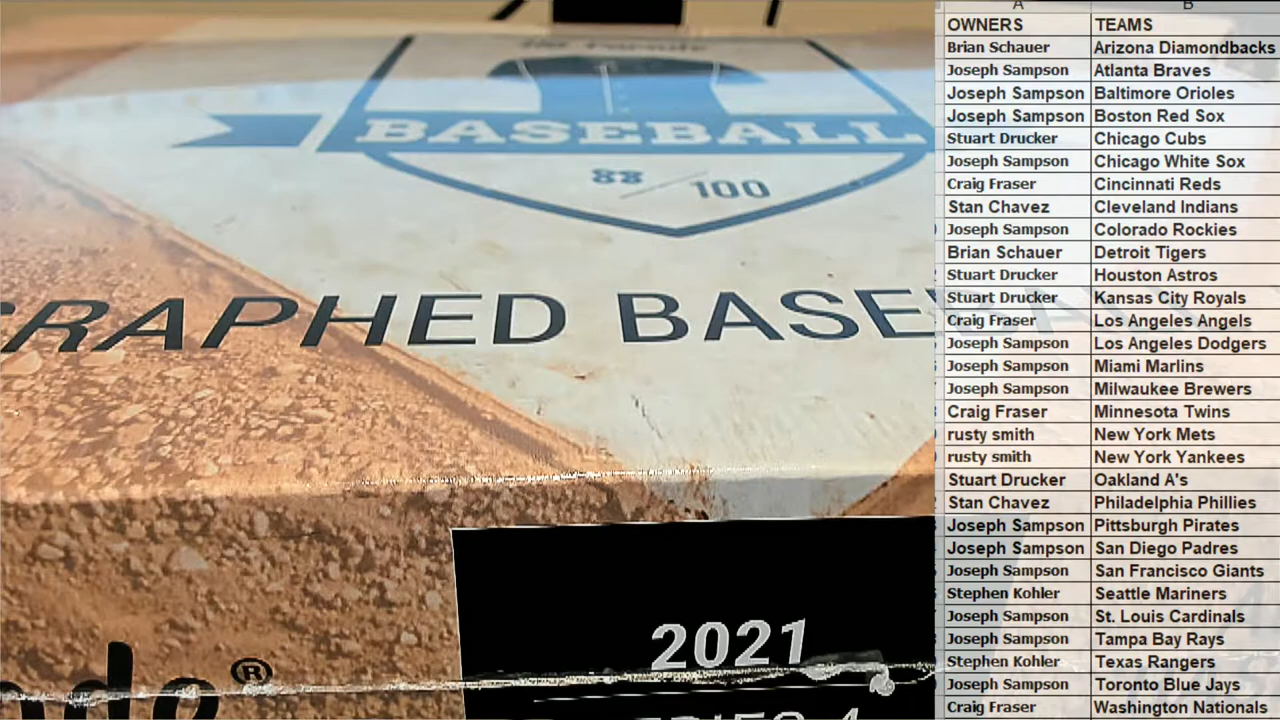 BASEBALL
88/100
GRAPHED BASE
2021
do®
A B
OWNERS TEAMS
Brian Schauer Arizona Diamondbacks
Joseph Sampson Atlanta Braves
Joseph Sampson Baltimore Orioles
Joseph Sampson Boston Red Sox
Stuart Drucker Chicago Cubs
Joseph Sampson Chicago White Sox
Craig Fraser Cincinnati Reds
Stan Chavez Cleveland Indians
Joseph Sampson Colorado Rockies
Brian Schauer Detroit Tigers
Stuart Drucker Houston Astros
Stuart Drucker Kansas City Royals
Craig Fraser Los Angeles Angels
Joseph Sampson Los Angeles Dodgers
Joseph Sampson Miami Marlins
Joseph Sampson Milwaukee Brewers
Craig Fraser Minnesota Twins
rusty smith New York Mets
rusty smith New York Yankees
Stuart Drucker Oakland A's
Stan Chavez Philadelphia Phillies
Joseph Sampson Pittsburgh Pirates
Joseph Sampson San Diego Padres
Joseph Sampson San Francisco Giants
Stephen Kohler Seattle Mariners
Joseph Sampson St. Louis Cardinals
Joseph Sampson Tampa Bay Rays
Stephen Kohler Texas Rangers
Joseph Sampson Toronto Blue Jays
Craig Fraser Washington Nationals